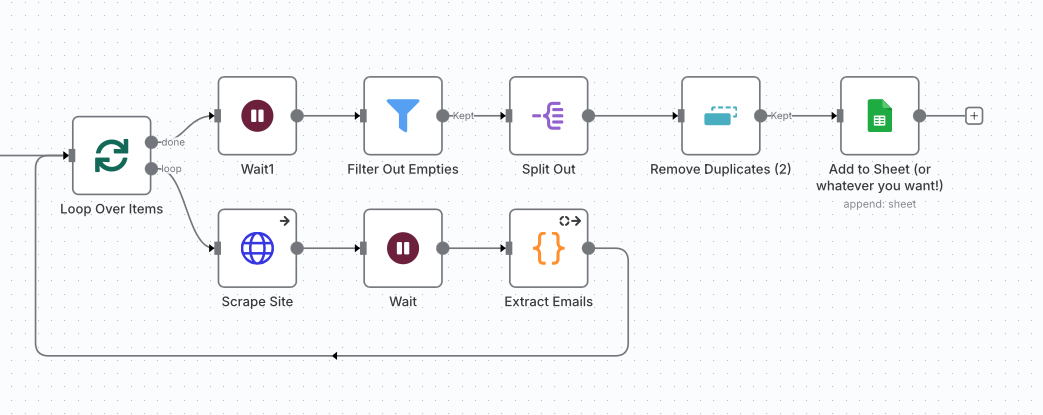 done
loop
Loop Over Items
Wait1
Filter Out Empties
Kept
Split Out
Remove Duplicates (2)
Kept
Add to Sheet (or
whatever you want!)
append: sheet
Scrape Site
Wait
Extract Emails